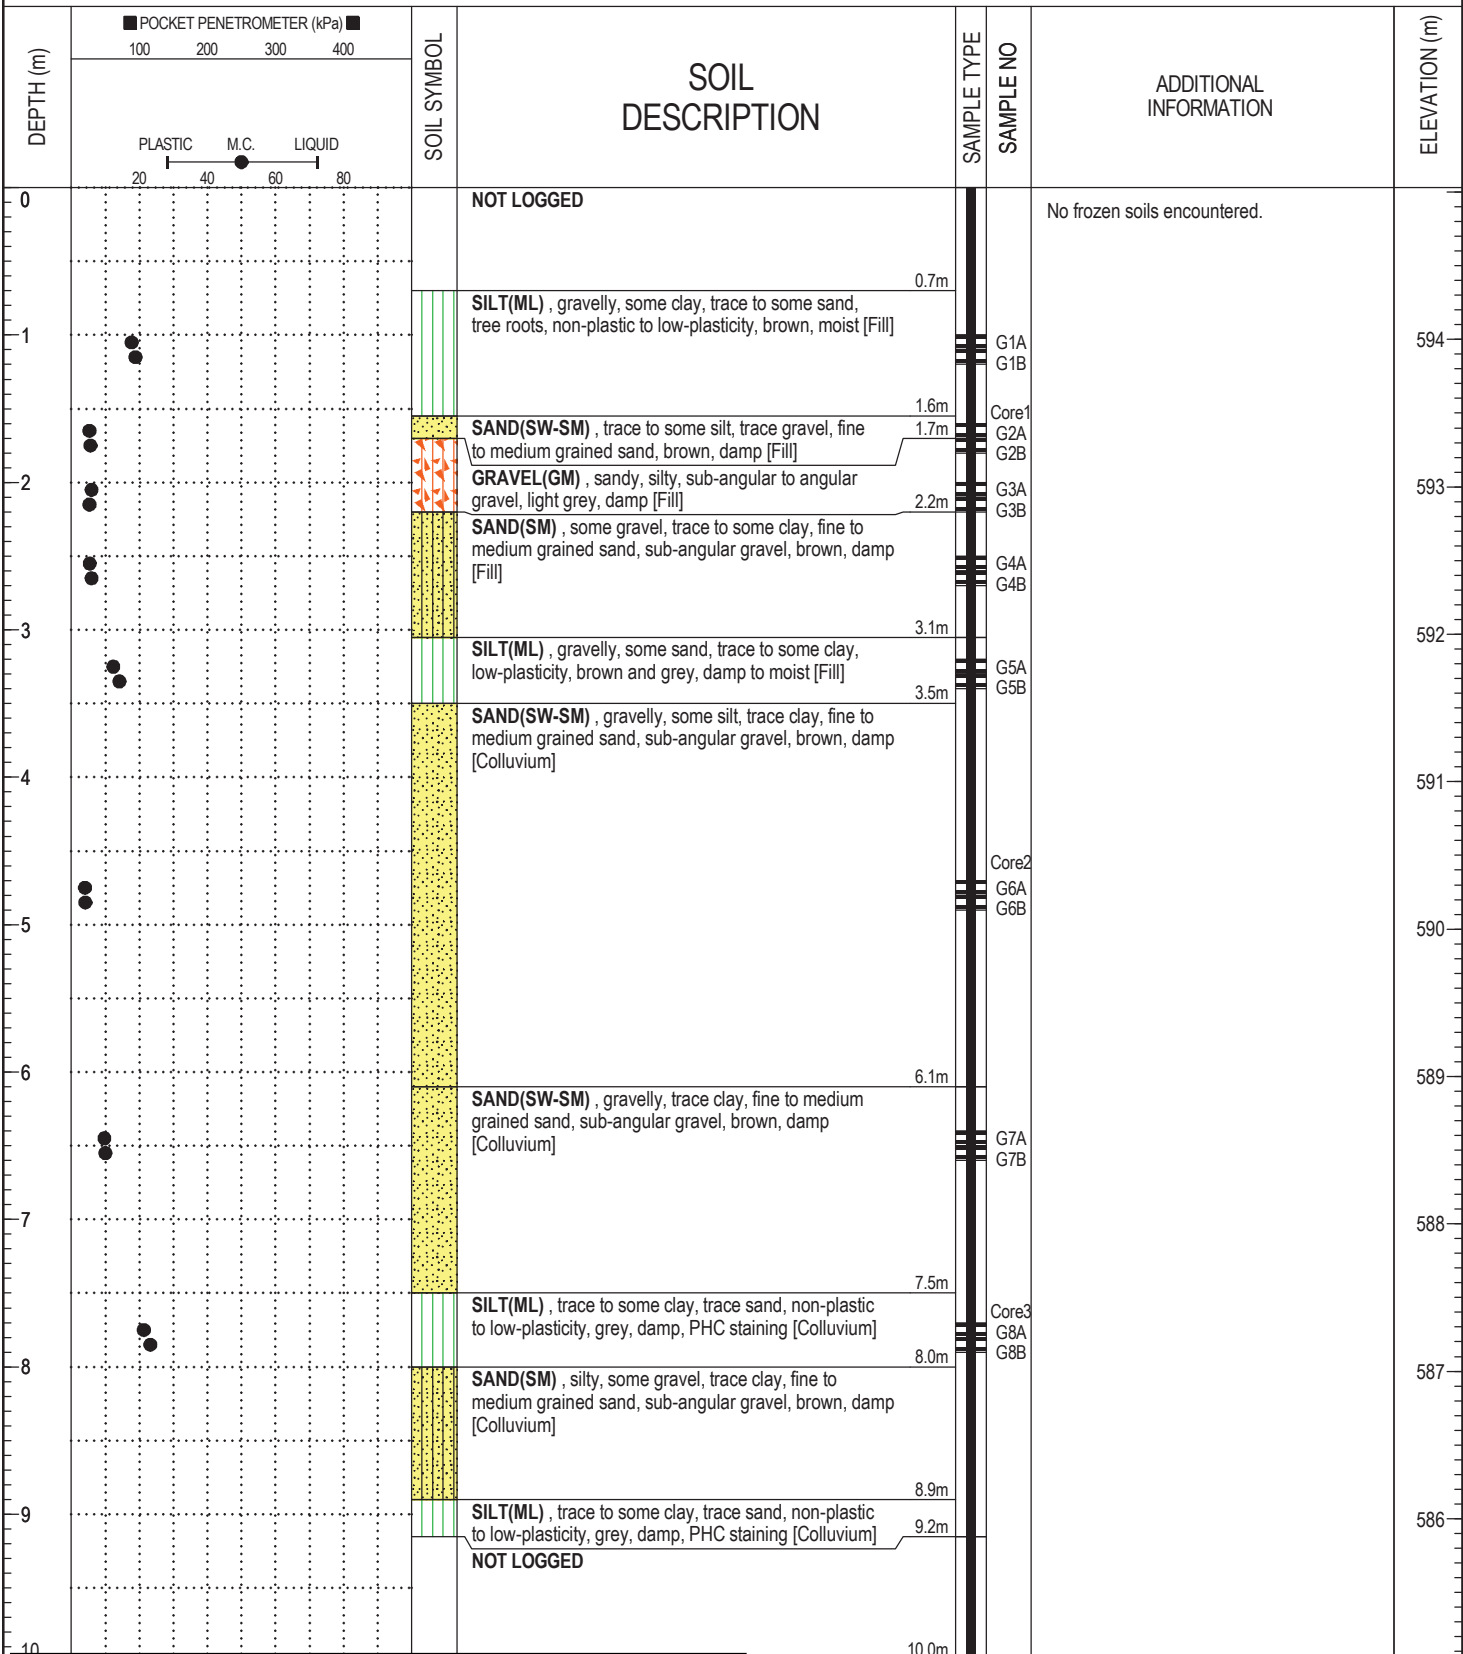 POCKET PENETROMETER (kPa)
100 200 300 400
DEPTH (m)
PLASTIC M.C. LIQUID
20 40 60 80
SOIL SYMBOL
SOIL
DESCRIPTION
SAMPLE TYPE
SAMPLE NO
ADDITIONAL
INFORMATION
ELEVATION (m)
0
NOT LOGGED
No frozen soils encountered.
0.7m
SILT(ML) , gravelly, some clay, trace to some sand,
tree roots, non-plastic to low-plasticity, brown, moist [Fill]
1
G1A
594
G1B
1.6m
Core1
SAND(SW-SM) , trace to some silt, trace gravel, fine
1.7m
G2A
to medium grained sand, brown, damp [Fill]
G2B
GRAVEL(GM) , sandy, silty, sub-angular to angular
2
G3A
593
gravel, light grey, damp [Fill]
2.2m
G3B
SAND(SM) , some gravel, trace to some clay, fine to
medium grained sand, sub-angular gravel, brown, damp
[Fill]
G4A
G4B
3.1m
3
592
SILT(ML) , gravelly, some sand, trace to some clay,
low-plasticity, brown and grey, damp to moist [Fill]
G5A
G5B
3.5m
SAND(SW-SM) , gravelly, some silt, trace clay, fine to
medium grained sand, sub-angular gravel, brown, damp
[Colluvium]
4
591
Core2
G6A
G6B
5
590
6
6.1m
589
SAND(SW-SM) , gravelly, trace clay, fine to medium
grained sand, sub-angular gravel, brown, damp
[Colluvium]
G7A
G7B
7
588
7.5m
SILT(ML) , trace to some clay, trace sand, non-plastic
Core3
to low-plasticity, grey, damp, PHC staining [Colluvium]
G8A
G8B
8.0m
8
587
SAND(SM) , silty, some gravel, trace clay, fine to
medium grained sand, sub-angular gravel, brown, damp
[Colluvium]
8.9m
9
586
SILT(ML) , trace to some clay, trace sand, non-plastic
to low-plasticity, grey, damp, PHC staining [Colluvium]
9.2m
NOT LOGGED
10
10.0m